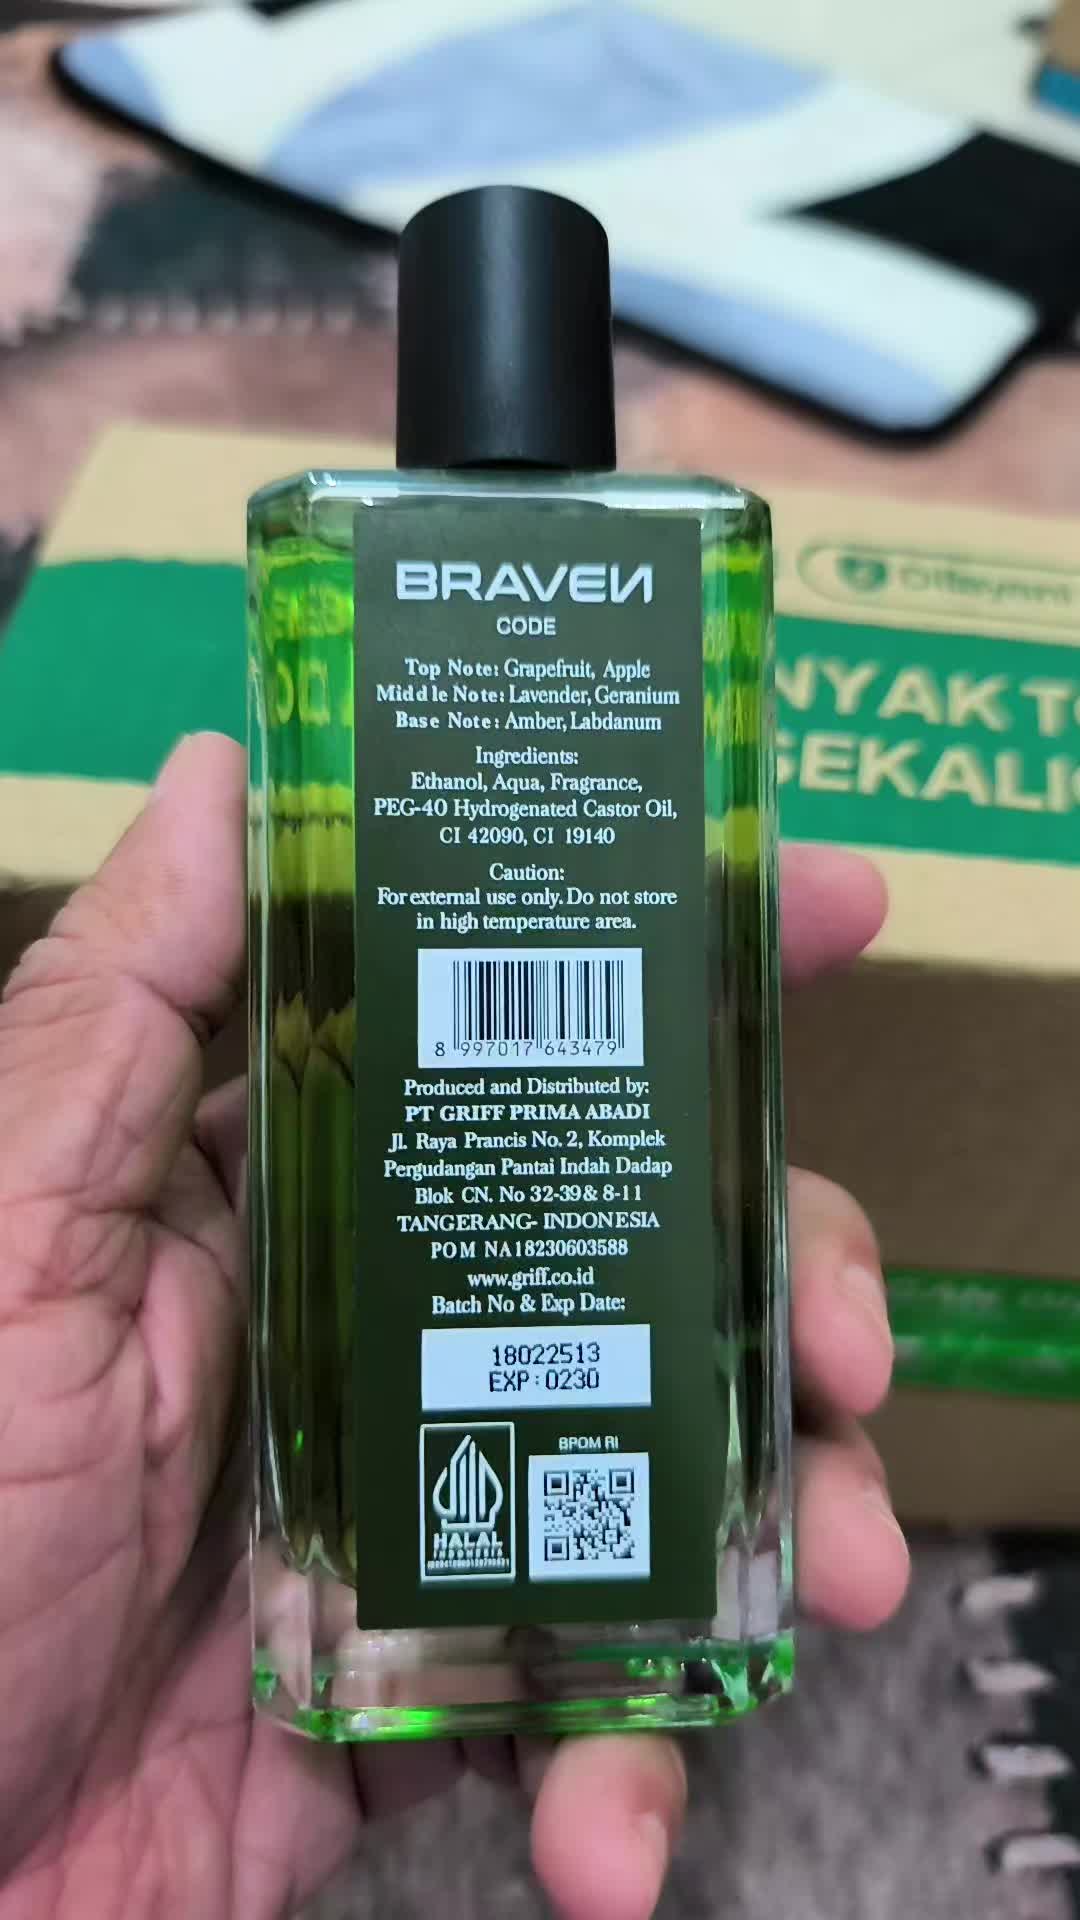 BRAVEN
CODE
Top Note: Grapefruit, Apple
Middle Note: Lavender, Geranium
Base Note: Amber, Labdanum
Ingredients:
Ethanol, Aqua, Fragrance,
PEG-40 Hydrogenated Castor Oil,
CI 42090, CI 19140
Caution:
For external use only. Do not store
in high temperature area.
8 997017 643479
Produced and Distributed by:
PT GRIFF PRIMA ABADI
Jl. Raya Prancis No. 2, Komplek
Pergudangan Pantai Indah Dadap
Blok CN. No 32-39 & 8-11
TANGERANG- INDONESIA
POM NA18230603588
www.griff.co.id
Batch No & Exp Date:
18022513
EXP:0230
BPOM RI
HALAL
INDONESIA
NYAK
SEKALI